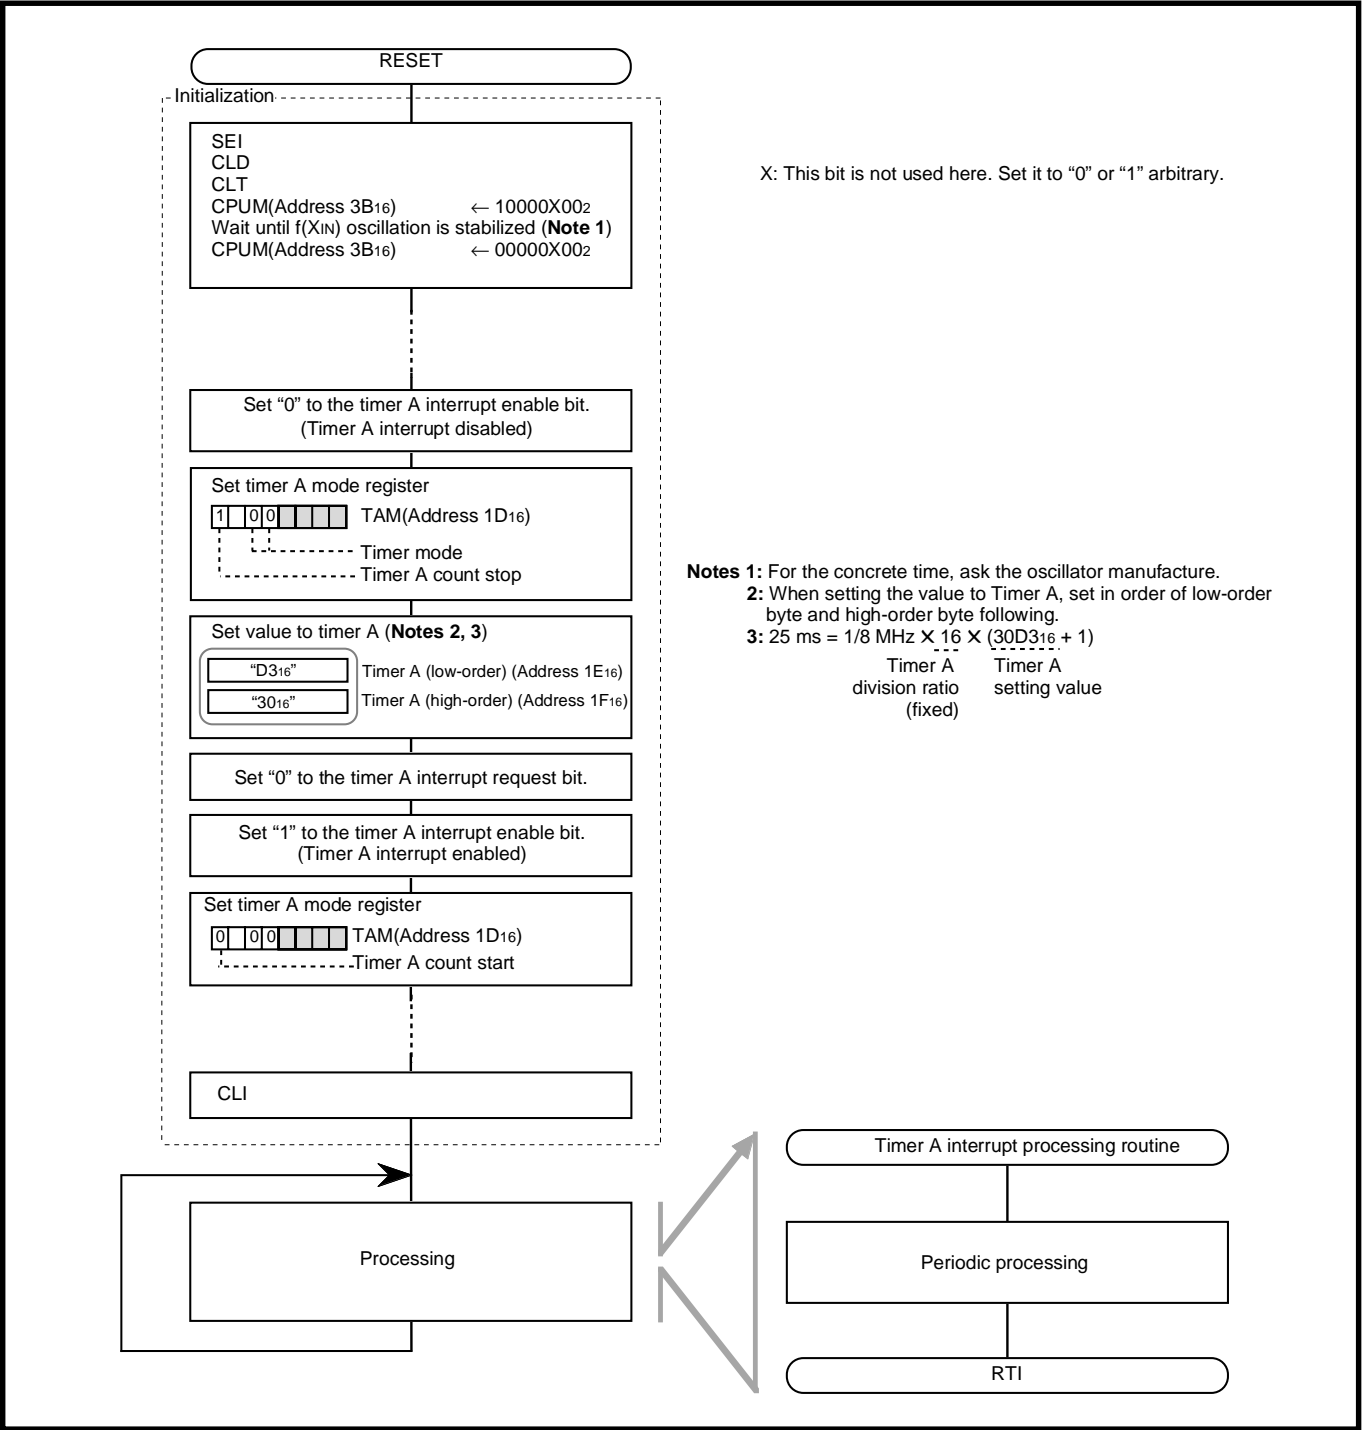 RESET
Initialization
SEI
CLD
CLT
CPUM(Address 3B16) ← 10000X002
Wait until f(XIN) oscillation is stabilized (Note 1)
CPUM(Address 3B16) ← 00000X002
X: This bit is not used here. Set it to “0” or “1” arbitrary.
Set “0” to the timer A interrupt enable bit.
(Timer A interrupt disabled)
Set timer A mode register
1 0 0 TAM(Address 1D16)
Timer mode
Timer A count stop
Set value to timer A (Notes 2, 3)
“D316” Timer A (low-order) (Address 1E16)
“3016” Timer A (high-order) (Address 1F16)
Notes 1: For the concrete time, ask the oscillator manufacture.
2: When setting the value to Timer A, set in order of low-order
byte and high-order byte following.
3: 25 ms = 1/8 MHz × 16 × (30D316 + 1)
Timer A Timer A
division ratio setting value
(fixed)
Set “0” to the timer A interrupt request bit.
Set “1” to the timer A interrupt enable bit.
(Timer A interrupt enabled)
Set timer A mode register
0 0 0 TAM(Address 1D16)
Timer A count start
CLI
Processing
Timer A interrupt processing routine
Periodic processing
RTI